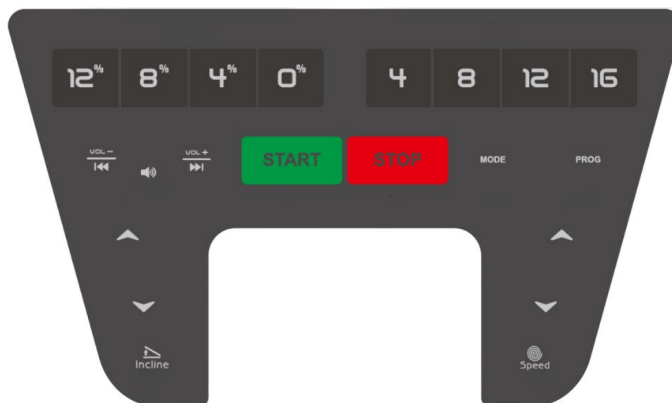 12% 8% 4% 0% 4 8 12 16
VOL - VOL + START STOP MODE PROG
Incline Speed